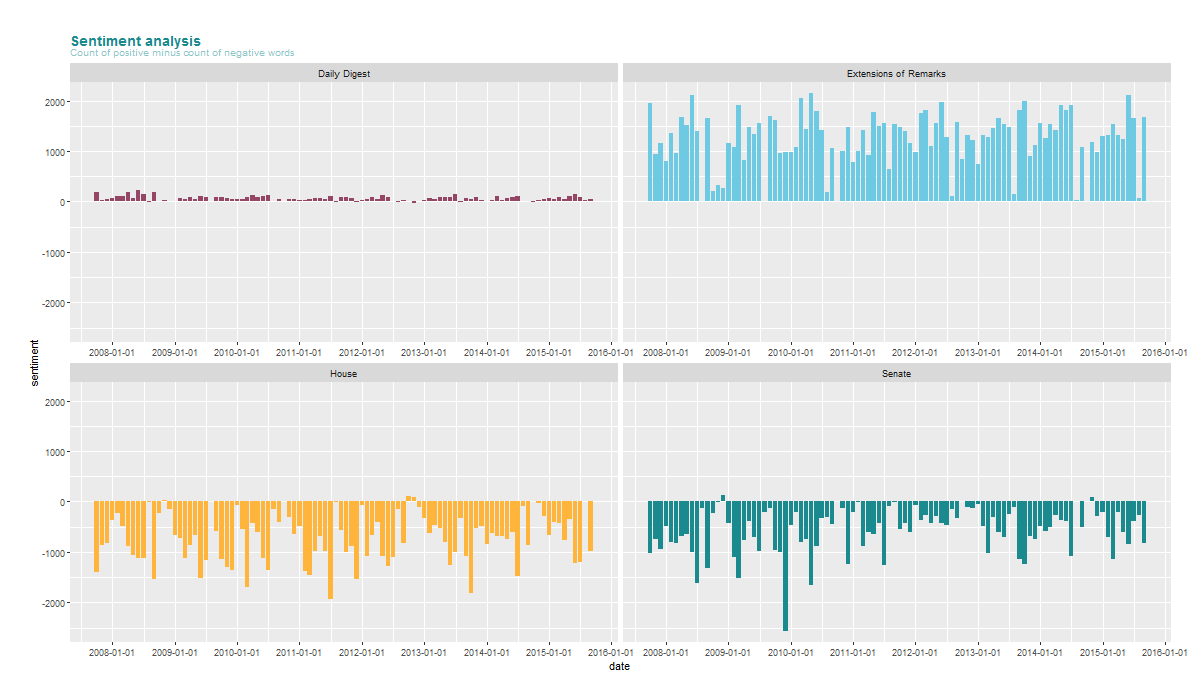 Sentiment analysis
Count of positive minus count of negative words
Daily Digest
Extensions of Remarks
2000
1000
0
-1000
-2000
2008-01-01 2009-01-01 2010-01-01 2011-01-01 2012-01-01 2013-01-01 2014-01-01 2015-01-01 2016-01-01
2008-01-01 2009-01-01 2010-01-01 2011-01-01 2012-01-01 2013-01-01 2014-01-01 2015-01-01 2016-01-01
sentiment
House
Senate
2000
1000
0
-1000
-2000
2008-01-01 2009-01-01 2010-01-01 2011-01-01 2012-01-01 2013-01-01 2014-01-01 2015-01-01 2016-01-01
2008-01-01 2009-01-01 2010-01-01 2011-01-01 2012-01-01 2013-01-01 2014-01-01 2015-01-01 2016-01-01
date